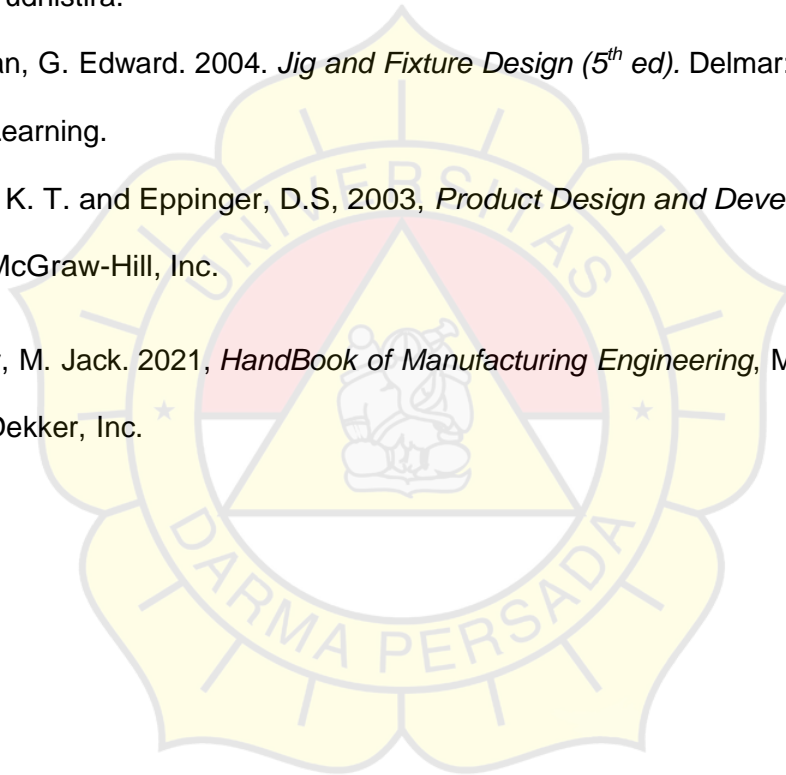 an, G. Edward. 2004. Jig and Fixture Design (5th ed). Delmar:
earning.
K. T. and Eppinger, D.S, 2003, Product Design and Deve
McGraw-Hill, Inc.
, M. Jack. 2021, HandBook of Manufacturing Engineering, M
Dekker, Inc.
UNIVERSITAS
DARMA PERSADA